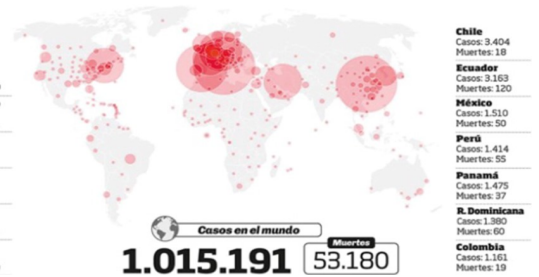 Chile
Casos: 3.404
Muertes: 18
Ecuador
Casos: 3.163
Muertes: 120
México
Casos: 1.510
Muertes: 50
Perú
Casos: 1.414
Muertes: 55
Panamá
Casos: 1.475
Muertes: 37
R. Dominicana
Casos: 1.380
Muertes: 60
Colombia
Casos: 1.161
Muertes: 19
Casos en el mundo
1.015.191
Muertes
53.180